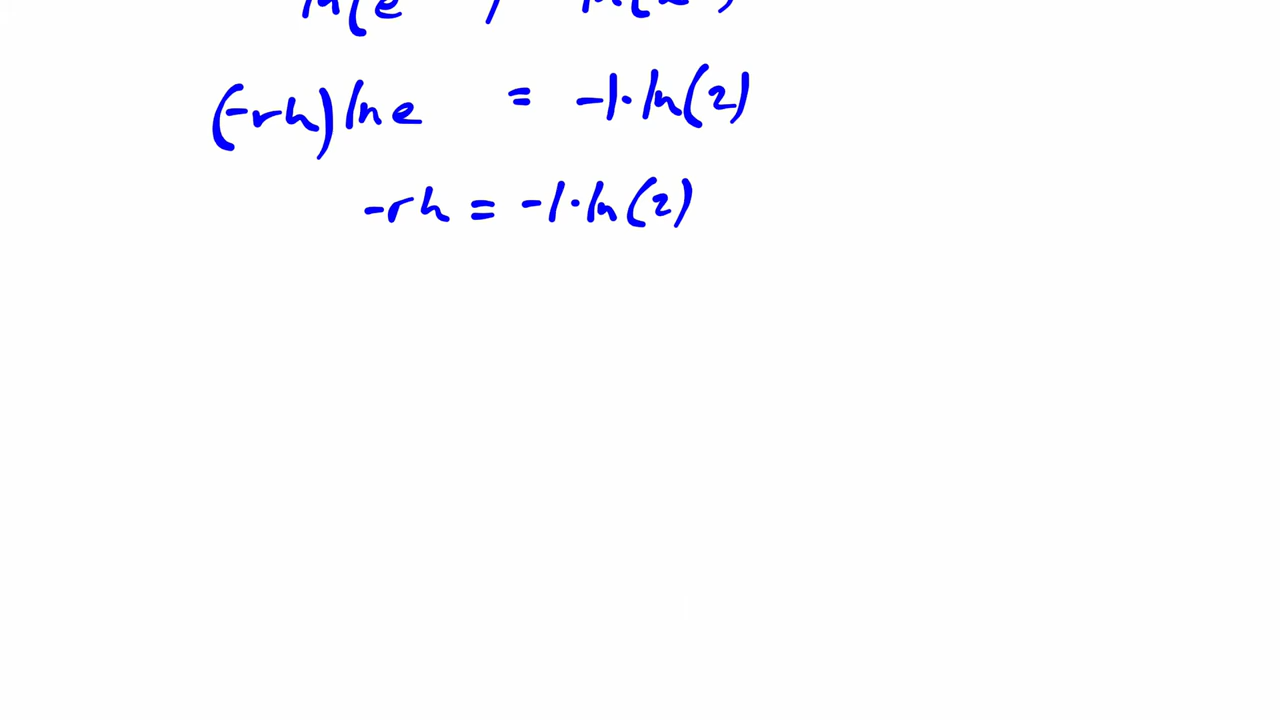 (-rh) ln e = -1·ln(2)
-rh = -1·ln(2)